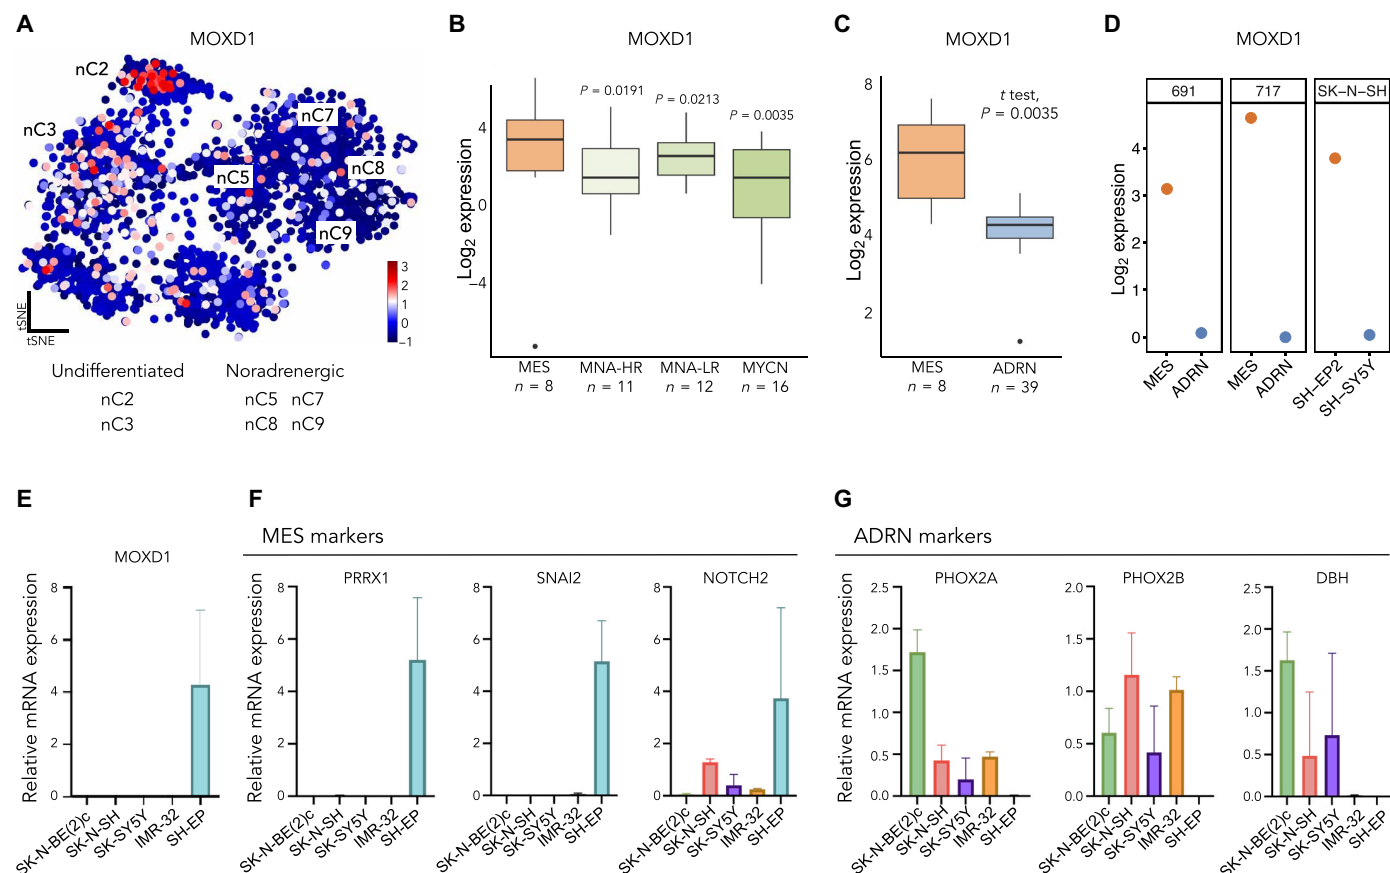 A
MOXD1
nC2
nC3
nC7
nC5
nC8
nC9
3
2
1
0
−1
tSNE
tSNE
Undifferentiated
nC2
nC3
Noradrenergic
nC5 nC7
nC8 nC9
B
MOXD1
Log2 expression
4
0
−4
P = 0.0191
P = 0.0213
P = 0.0035
MES
n = 8
MNA-HR
n = 11
MNA-LR
n = 12
MYCN
n = 16
C
MOXD1
Log2 expression
8
6
4
2
t test,
P = 0.0035
MES
n = 8
ADRN
n = 39
D
MOXD1
Log2 expression
4
3
2
1
0
691
717
SK–N–SH
MES
ADRN
MES
ADRN
SH–EP2
SH–SY5Y
E
MOXD1
Relative mRNA expression
8
6
4
2
0
SK-N-BE(2)c
SK-N-SH
SK-SY5Y
IMR-32
SH-EP
F
MES markers
PRRX1
Relative mRNA expression
8
6
4
2
0
SK-N-BE(2)c
SK-N-SH
SK-SY5Y
IMR-32
SH-EP
SNAI2
8
6
4
2
0
SK-N-BE(2)c
SK-N-SH
SK-SY5Y
IMR-32
SH-EP
NOTCH2
8
6
4
2
0
SK-N-BE(2)c
SK-N-SH
SK-SY5Y
IMR-32
SH-EP
G
ADRN markers
PHOX2A
Relative mRNA expression
2.5
2.0
1.5
1.0
0.5
0.0
SK-N-BE(2)c
SK-N-SH
SK-SY5Y
IMR-32
SH-EP
PHOX2B
2.0
1.5
1.0
0.5
0.0
SK-N-BE(2)c
SK-N-SH
SK-SY5Y
IMR-32
SH-EP
DBH
2.5
2.0
1.5
1.0
0.5
0.0
SK-N-BE(2)c
SK-N-SH
SK-SY5Y
IMR-32
SH-EP